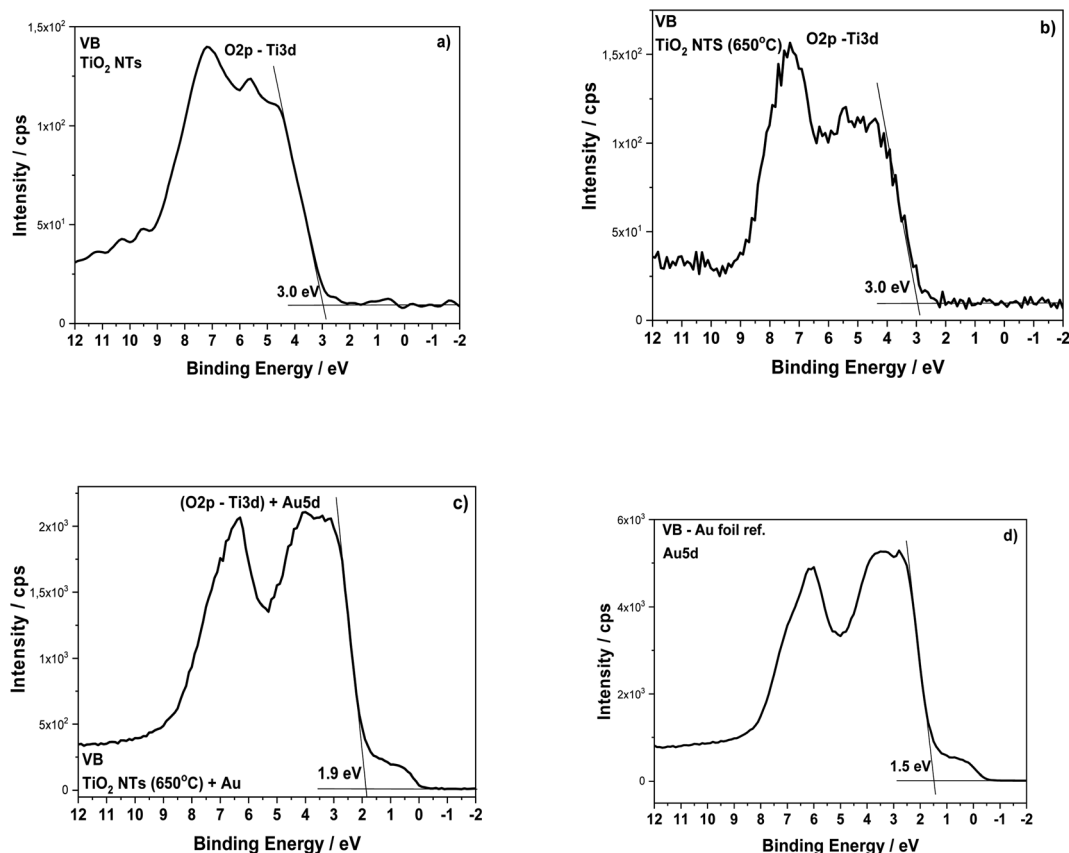 VB
TiO₂ NTs
O2p - Ti3d
a)
Intensity / cps
1,5x10²
1x10²
5x10¹
0
3.0 eV
12 11 10 9 8 7 6 5 4 3 2 1 0 -1 -2
Binding Energy / eV
VB
TiO₂ NTS (650°C)
O2p -Ti3d
b)
Intensity / cps
1,5x10²
1x10²
5x10¹
0
3.0 eV
12 11 10 9 8 7 6 5 4 3 2 1 0 -1 -2
Binding Energy / eV
(O2p - Ti3d) + Au5d
c)
Intensity / cps
2x10³
1,5x10³
1x10³
5x10²
0
1.9 eV
VB
TiO₂ NTs (650°C) + Au
12 11 10 9 8 7 6 5 4 3 2 1 0 -1 -2
Binding Energy / eV
VB - Au foil ref.
Au5d
d)
Intensity / cps
6x10³
4x10³
2x10³
0
1.5 eV
12 11 10 9 8 7 6 5 4 3 2 1 0 -1 -2
Binding Energy / eV